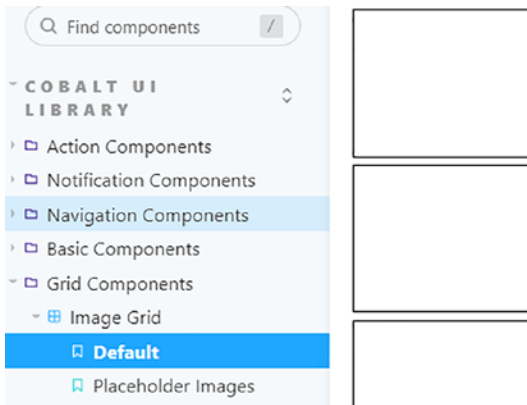 Find components /
COBALT UI
LIBRARY
Action Components
Notification Components
Navigation Components
Basic Components
Grid Components
Image Grid
Default
Placeholder Images